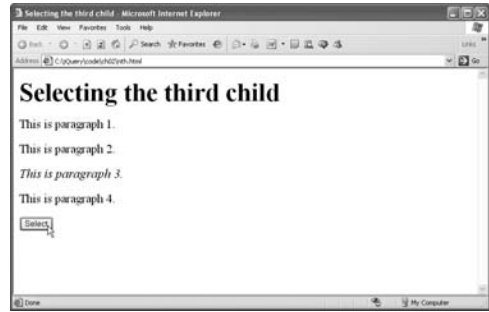 Selecting the third child - Microsoft Internet Explorer
File Edit View Favorites Tools Help
Back Search Favorites
Address C:\jQuery\code\ch02\nth.html Go Links »
Selecting the third child
This is paragraph 1.
This is paragraph 2.
This is paragraph 3.
This is paragraph 4.
Select
Done My Computer